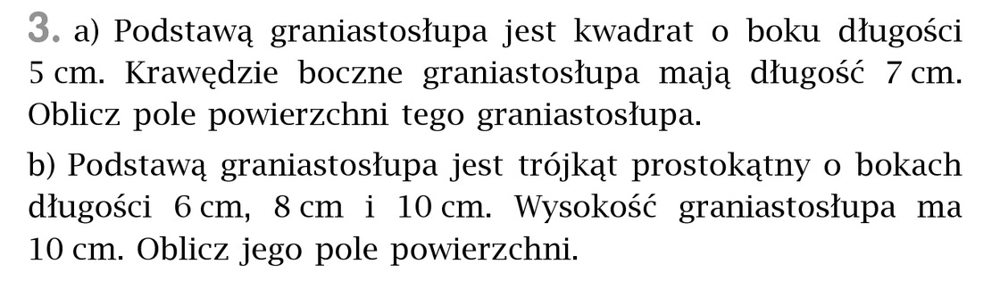 3. a) Podstawą graniastosłupa jest kwadrat o boku długości
5 cm. Krawędzie boczne graniastosłupa mają długość 7 cm.
Oblicz pole powierzchni tego graniastosłupa.
b) Podstawą graniastosłupa jest trójkąt prostokątny o bokach
długości 6 cm, 8 cm i 10 cm. Wysokość graniastosłupa ma
10 cm. Oblicz jego pole powierzchni.